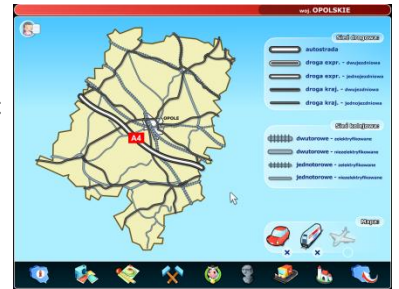 woj. OPOLSKIE
Sieć drogowa:
autostrada
droga expr. - dwujezdniowa
droga expr. - jednojezdniowa
droga kraj. - dwujezdniowa
droga kraj. - jednojezdniowa
OPOLE
A4
Sieć kolejowa:
dwutorowe - zelektryfikowane
dwutorowe - niezelektryfikowane
jednotorowe - zelektryfikowane
jednotorowe - niezelektryfikowane
Mapa: